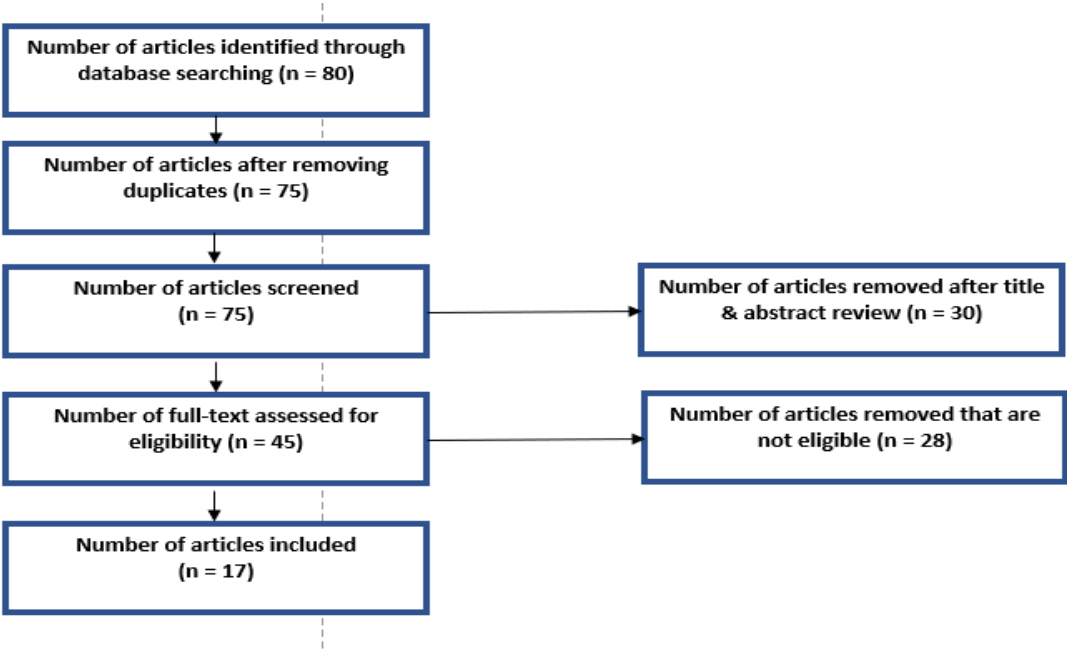 Number of articles identified through
database searching (n = 80)
Number of articles after removing
duplicates (n = 75)
Number of articles screened
(n = 75)
Number of articles removed after title
& abstract review (n = 30)
Number of full-text assessed for
eligibility (n = 45)
Number of articles removed that are
not eligible (n = 28)
Number of articles included
(n = 17)